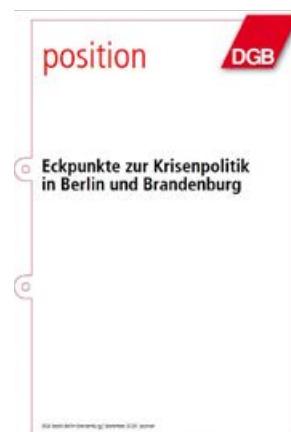 position
DGB
Eckpunkte zur Krisenpolitik
in Berlin und Brandenburg